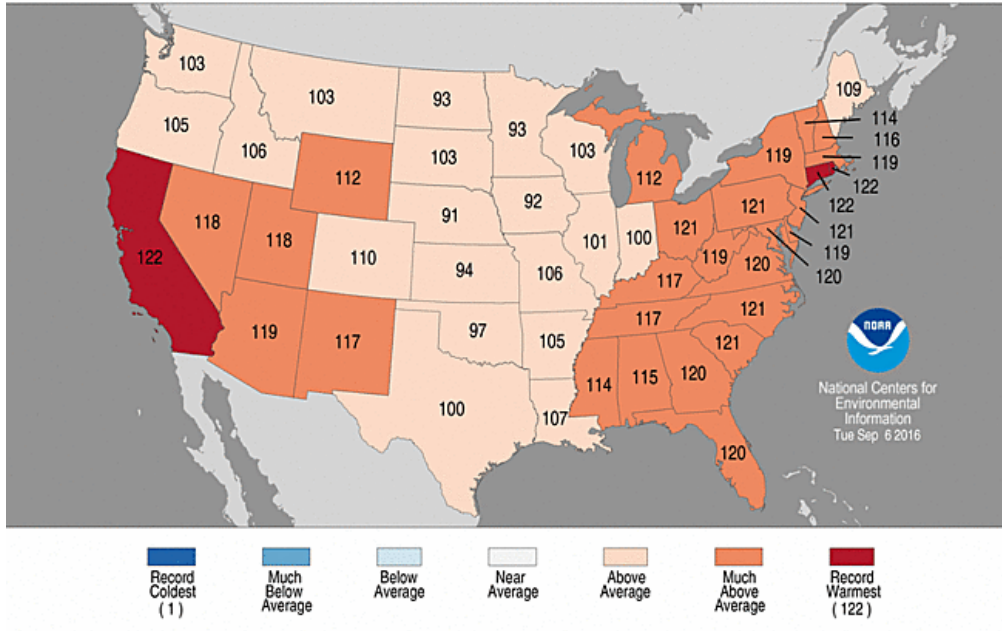 103
103
93
93
109
105
106
103
103
114
116
119
122
122
121
119
120
112
119
112
118
118
110
91
92
101
100
121
121
119
120
122
94
106
117
119
117
97
105
117
121
121
100
107
114
115
120
120
NOAA
National Centers for
Environmental
Information
Tue Sep 6 2016
Record
Coldest
( 1 )
Much
Below
Average
Below
Average
Near
Average
Above
Average
Much
Above
Average
Record
Warmest
( 122 )